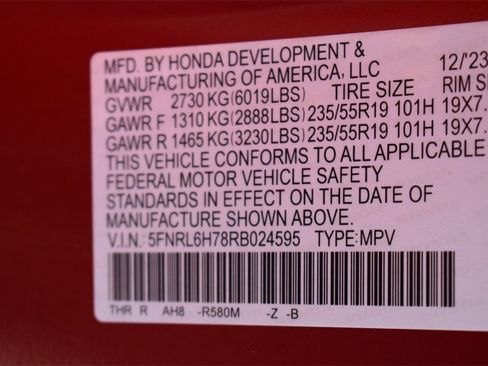 MFD. BY HONDA DEVELOPMENT & 12/'23
MANUFACTURING OF AMERICA, LLC
GVWR 2730 KG(6019LBS) TIRE SIZE RIM
GAWR F 1310 KG(2888LBS) 235/55R19 101H 19X7.
GAWR R 1465 KG(3230LBS) 235/55R19 101H 19X7.
THIS VEHICLE CONFORMS TO ALL APPLICABLE
FEDERAL MOTOR VEHICLE SAFETY
STANDARDS IN EFFECT ON THE DATE OF
MANUFACTURE SHOWN ABOVE.
V.I.N.: 5FNRL6H78RB024595 TYPE: MPV
THR R AH8 -R580M -Z -B